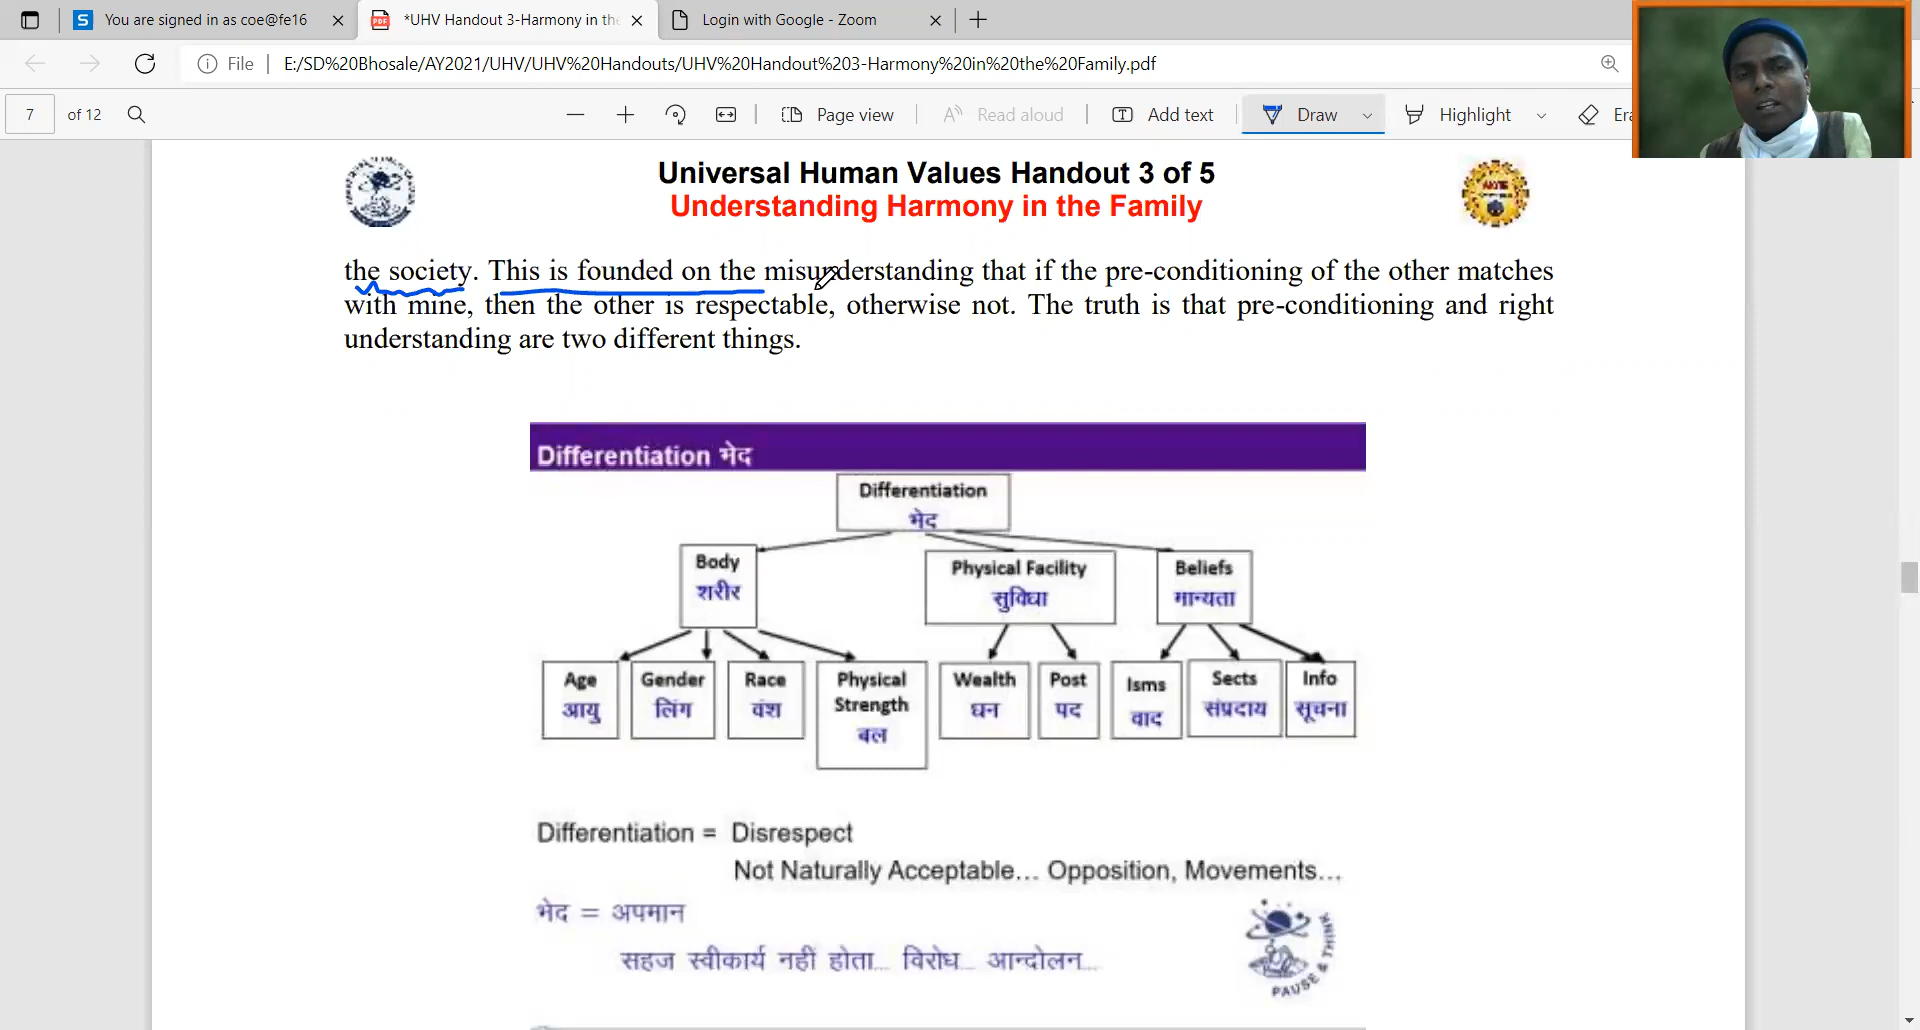 You are signed in as coe@fe16
*UHV Handout 3-Harmony in the
Login with Google - Zoom
File
E:/SD%20Bhosale/AY2021/UHV/UHV%20Handouts/UHV%20Handout%203-Harmony%20in%20the%20Family.pdf
7 of 12
Page view
Read aloud
Add text
Draw
Highlight
Era
Universal Human Values Handout 3 of 5
Understanding Harmony in the Family
the society. This is founded on the misunderstanding that if the pre-conditioning of the other matches
with mine, then the other is respectable, otherwise not. The truth is that pre-conditioning and right
understanding are two different things.
Differentiation भेद
Differentiation
भेद
Body
शरीर
Physical Facility
सुविधा
Beliefs
मान्यता
Age
आयु
Gender
लिंग
Race
वंश
Physical
Strength
बल
Wealth
धन
Post
पद
Isms
वाद
Sects
संप्रदाय
Info
सूचना
Differentiation = Disrespect
Not Naturally Acceptable... Opposition, Movements...
भेद = अपमान
सहज स्वीकार्य नहीं होता... विरोध... आन्दोलन...
PAUSE & THINK